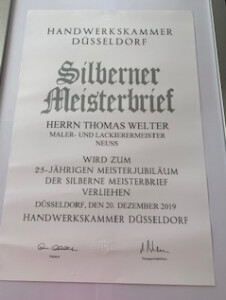 HANDWERKSKAMMER
DÜSSELDORF
Silberner
Meisterbrief
HERRN THOMAS WELTER
MALER- UND LACKIERERMEISTER
NEUSS
WIRD ZUM
25-JÄHRIGEN MEISTERJUBILÄUM
DER SILBERNE MEISTERBRIEF
VERLIEHEN
DÜSSELDORF, DEN 20. DEZEMBER 2019
HANDWERKSKAMMER DÜSSELDORF